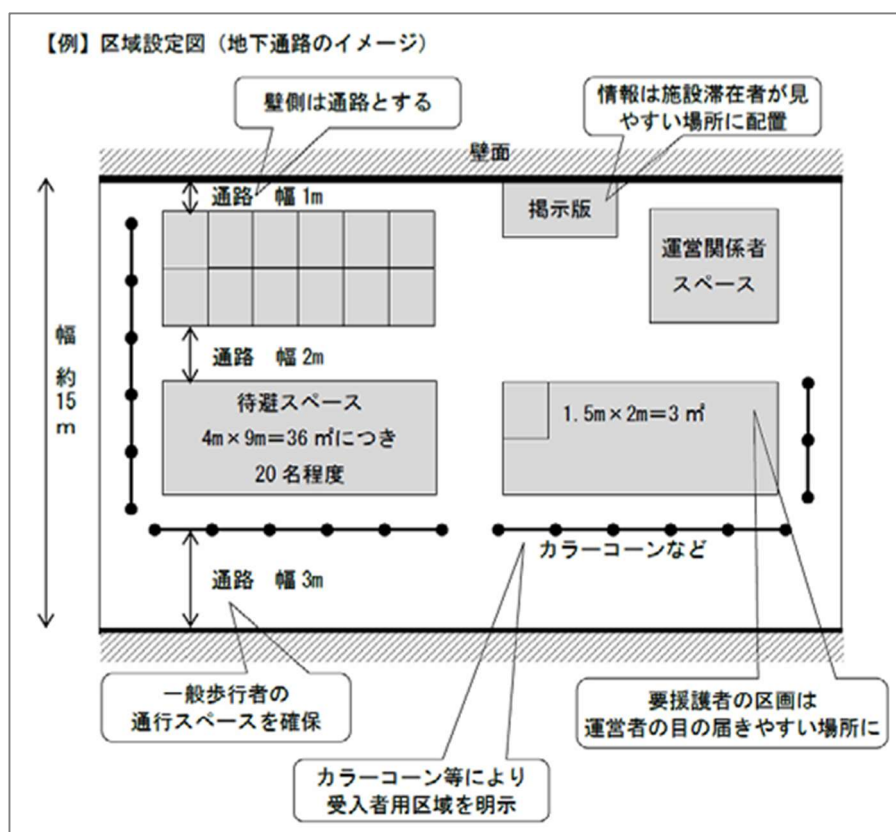 【例】区域設定図（地下通路のイメージ）
壁側は通路とする
情報は施設滞在者が見
やすい場所に配置
壁面
通路　幅 1m
掲示版
運営関係者
スペース
通路　幅 2m
幅　約15ｍ
待避スペース
4m×9m＝36 ㎡につき
20 名程度
1.5m×2m＝3 ㎡
カラーコーンなど
通路　幅 3m
一般歩行者の
通行スペースを確保
要援護者の区画は
運営者の目の届きやすい場所に
カラーコーン等により
受入者用区域を明示